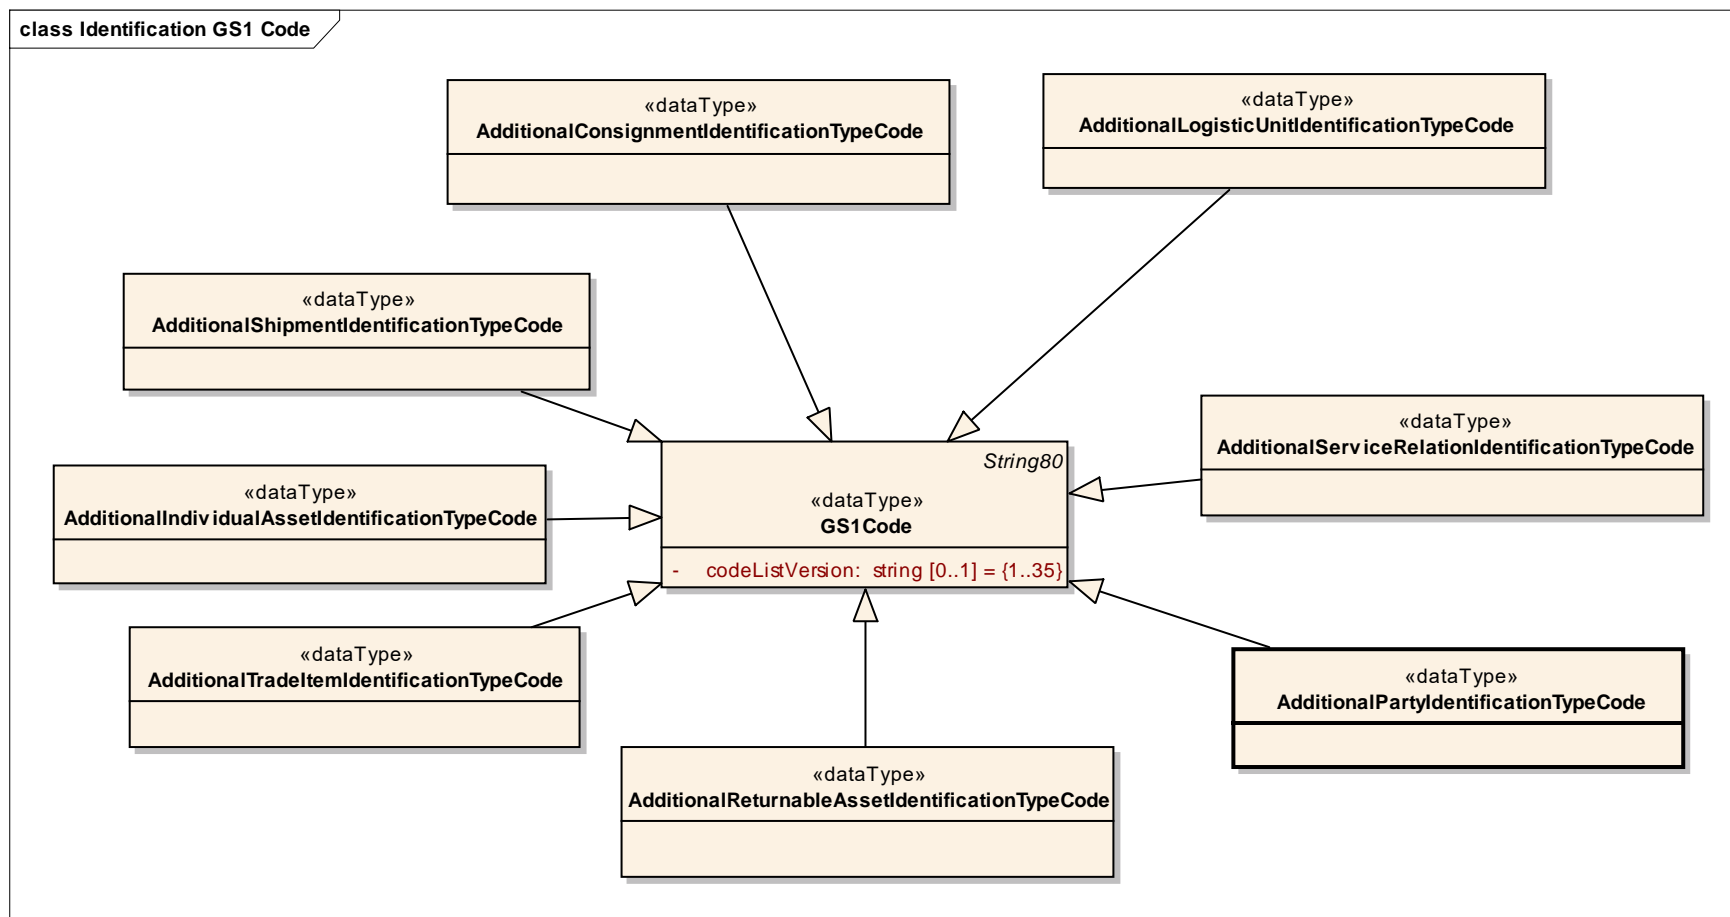 class Identification GS1 Code
«dataType»
AdditionalConsignmentIdentificationTypeCode
«dataType»
AdditionalLogisticUnitIdentificationTypeCode
«dataType»
AdditionalShipmentIdentificationTypeCode
«dataType»
AdditionalServiceRelationIdentificationTypeCode
String80
«dataType»
GS1Code
- codeListVersion: string [0..1] = {1..35}
«dataType»
AdditionalIndividualAssetIdentificationTypeCode
«dataType»
AdditionalTradeItemIdentificationTypeCode
«dataType»
AdditionalPartyIdentificationTypeCode
«dataType»
AdditionalReturnableAssetIdentificationTypeCode